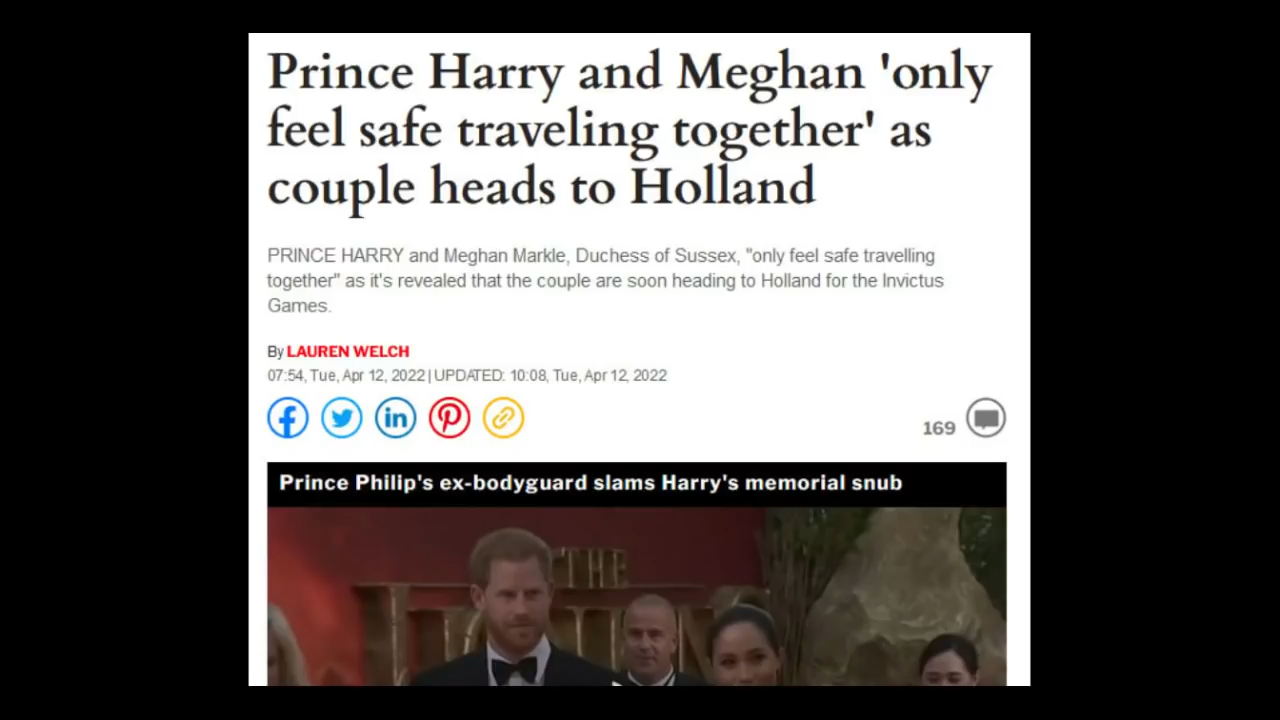 Prince Harry and Meghan 'only
feel safe traveling together' as
couple heads to Holland
PRINCE HARRY and Meghan Markle, Duchess of Sussex, "only feel safe travelling
together" as it's revealed that the couple are soon heading to Holland for the Invictus
Games.
By LAUREN WELCH
07:54, Tue, Apr 12, 2022 | UPDATED: 10:08, Tue, Apr 12, 2022
169
Prince Philip's ex-bodyguard slams Harry's memorial snub
THE